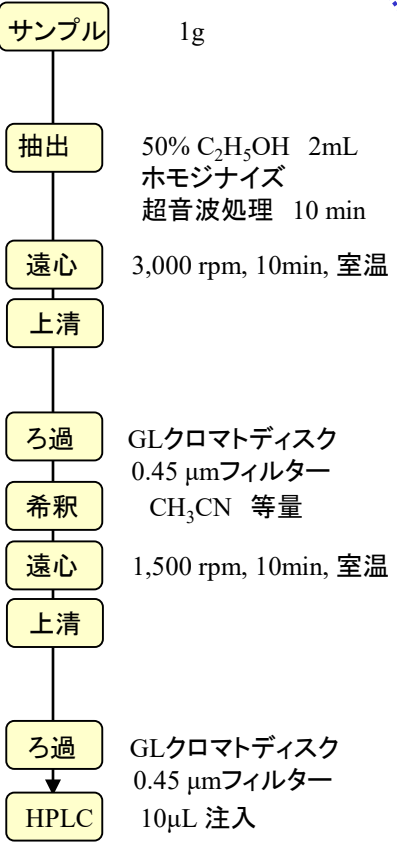 サンプル 1g
抽出 50% C₂H₅OH 2mL
ホモジナイズ
超音波処理 10 min
遠心 3,000 rpm, 10min, 室温
上清
ろ過 GLクロマトディスク
0.45 μmフィルター
希釈 CH₃CN 等量
遠心 1,500 rpm, 10min, 室温
上清
ろ過 GLクロマトディスク
0.45 μmフィルター
HPLC 10μL 注入